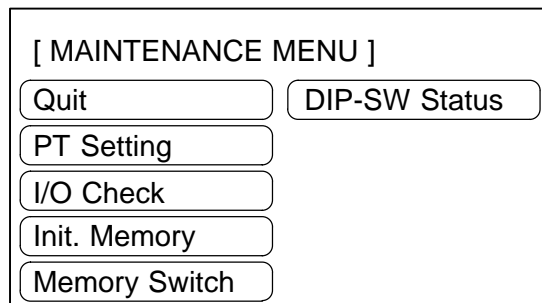 [ MAINTENANCE MENU ]
Quit
DIP-SW Status
PT Setting
I/O Check
Init. Memory
Memory Switch